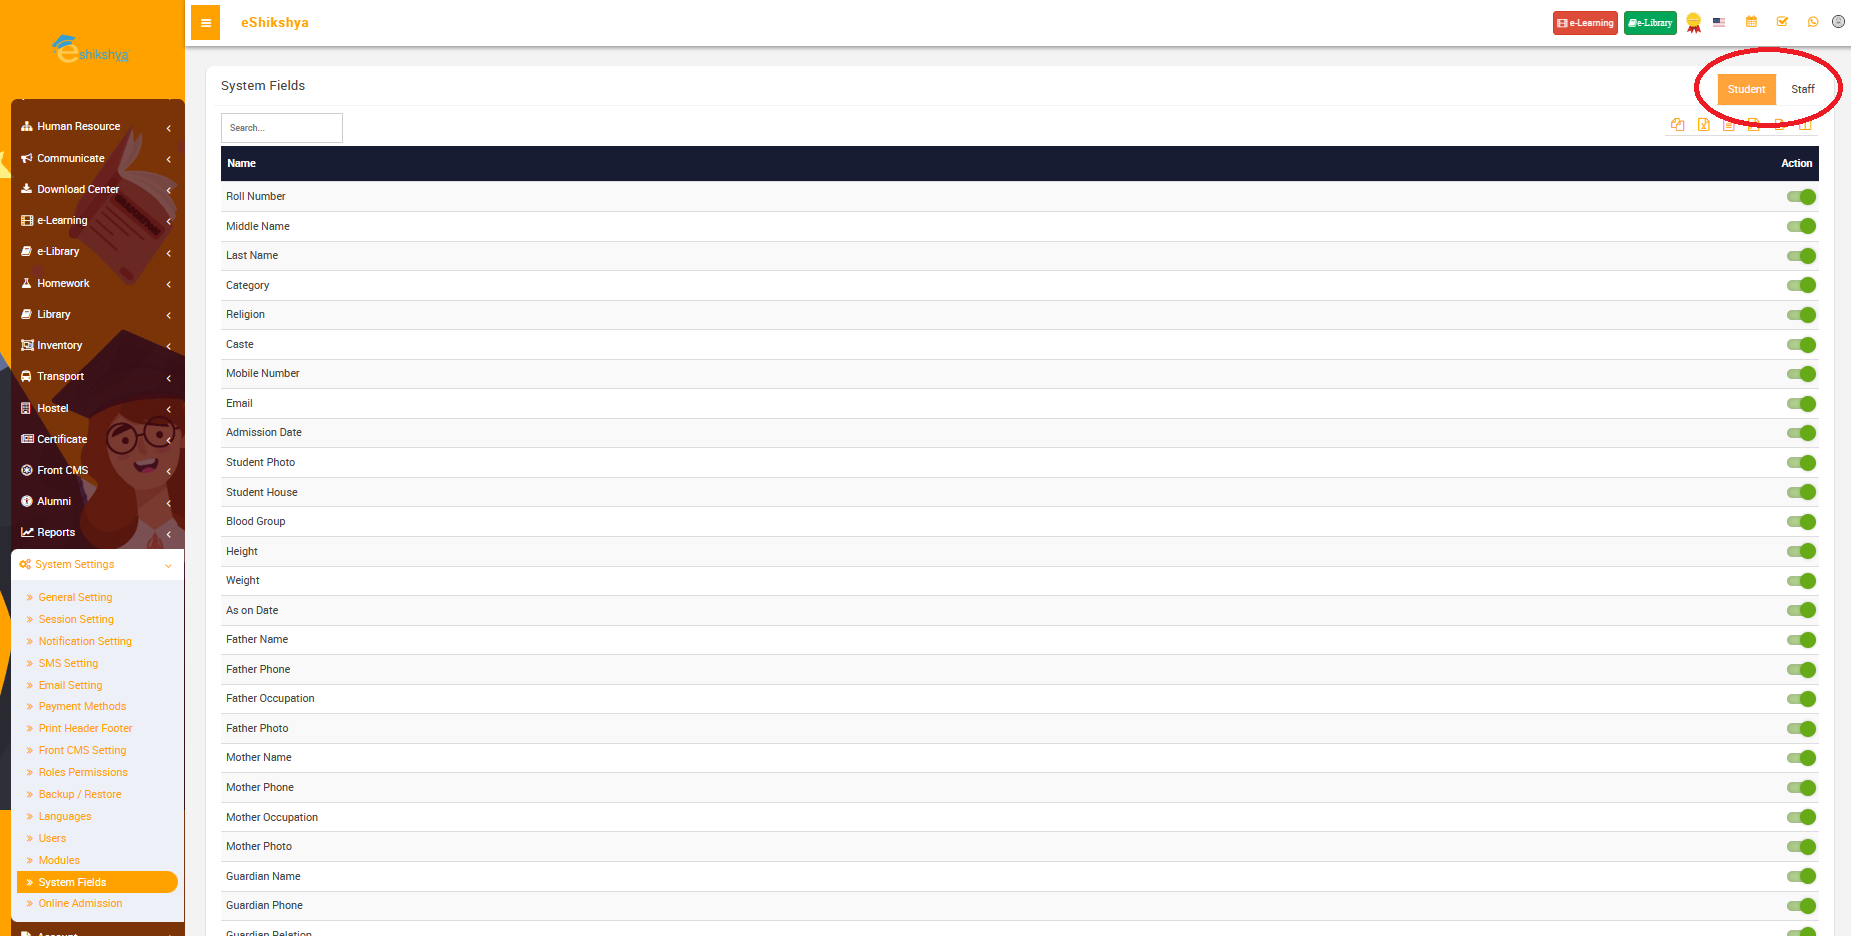 eshikshya
eShikshya
e-Learning
e-Library
Human Resource
Communicate
Download Center
e-Learning
e-Library
Homework
Library
Inventory
Transport
Hostel
Certificate
Front CMS
Alumni
Reports
System Settings
General Setting
Session Setting
Notification Setting
SMS Setting
Email Setting
Payment Methods
Print Header Footer
Front CMS Setting
Roles Permissions
Backup / Restore
Languages
Users
Modules
System Fields
Online Admission
Account
System Fields
Student Staff
Search...
Name Action
Roll Number
Middle Name
Last Name
Category
Religion
Caste
Mobile Number
Email
Admission Date
Student Photo
Student House
Blood Group
Height
Weight
As on Date
Father Name
Father Phone
Father Occupation
Father Photo
Mother Name
Mother Phone
Mother Occupation
Mother Photo
Guardian Name
Guardian Phone
Guardian Relation